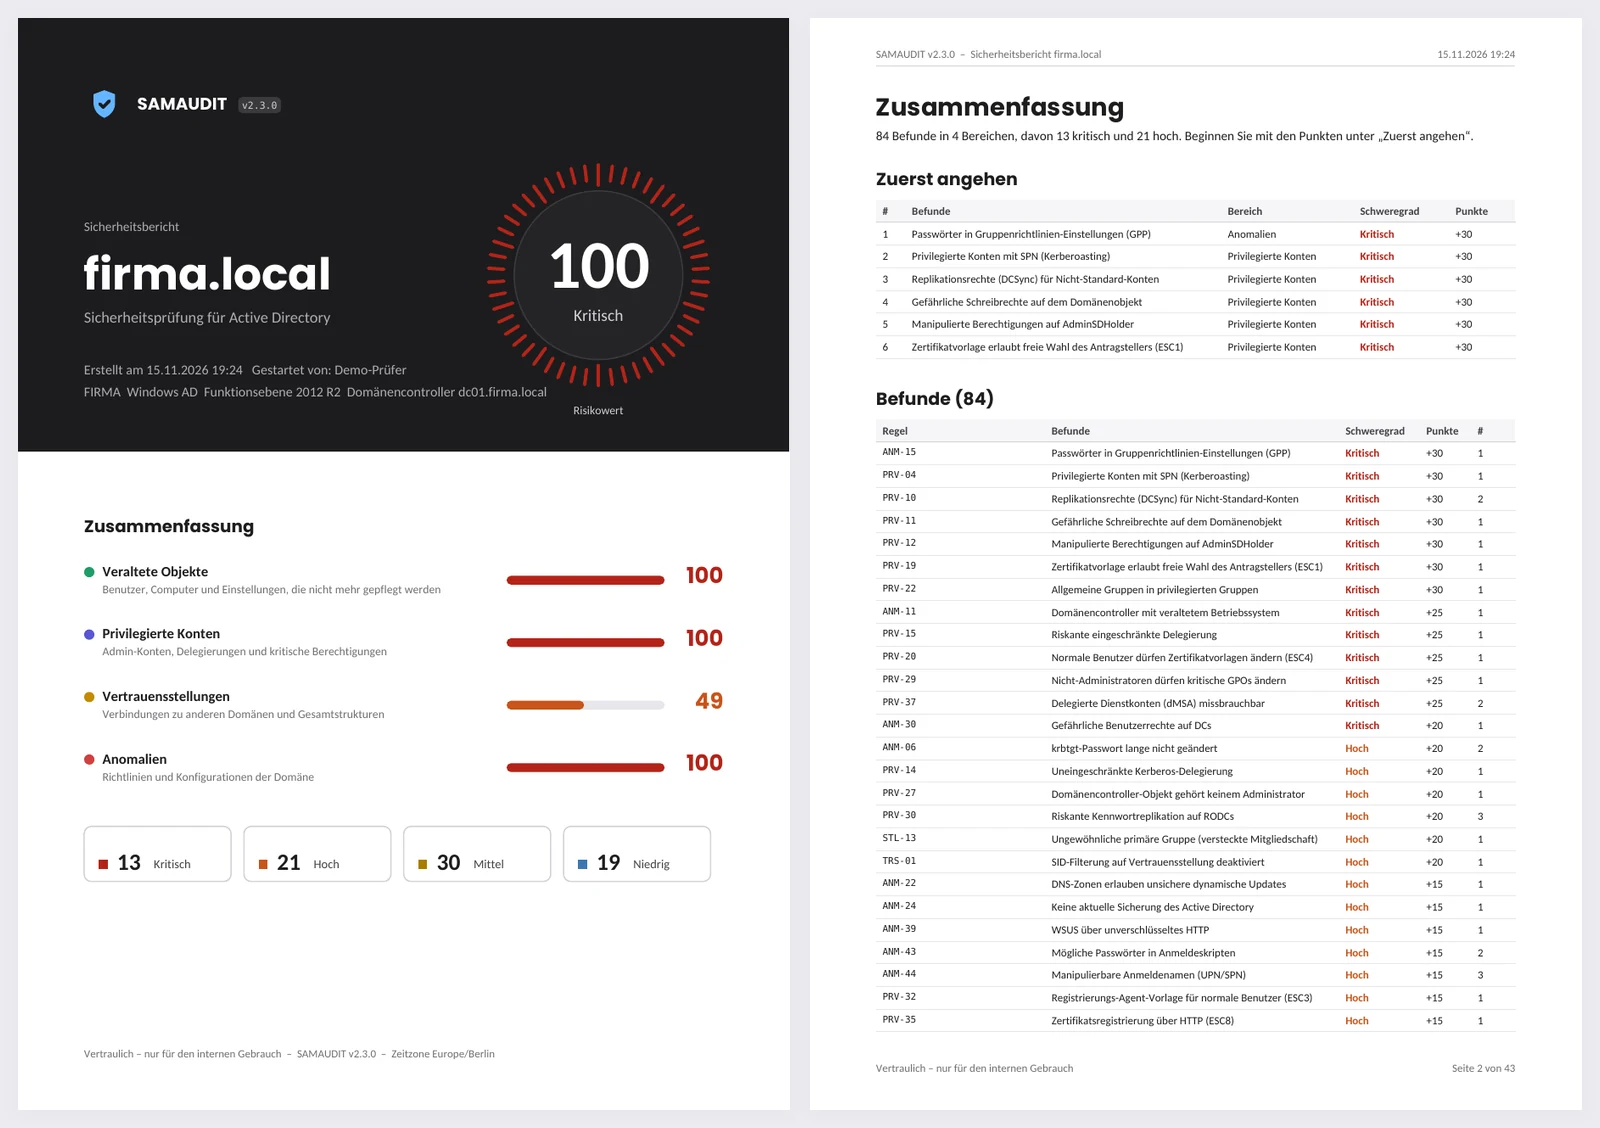 SAMAUDIT v2.3.0
Sicherheitsbericht
firma.local
Sicherheitsprüfung für Active Directory
Erstellt am 15.11.2026 19:24 Gestartet von: Demo-Prüfer
FIRMA Windows AD Funktionsebene 2012 R2 Domänencontroller dc01.firma.local
100
Kritisch
Risikowert
Zusammenfassung
Veraltete Objekte 100
Benutzer, Computer und Einstellungen, die nicht mehr gepflegt werden
Privilegierte Konten 100
Admin-Konten, Delegierungen und kritische Berechtigungen
Vertrauensstellungen 49
Verbindungen zu anderen Domänen und Gesamtstrukturen
Anomalien 100
Richtlinien und Konfigurationen der Domäne
13 Kritisch 21 Hoch 30 Mittel 19 Niedrig
Vertraulich – nur für den internen Gebrauch – SAMAUDIT v2.3.0 – Zeitzone Europe/Berlin
SAMAUDIT v2.3.0 – Sicherheitsbericht firma.local 15.11.2026 19:24
Zusammenfassung
84 Befunde in 4 Bereichen, davon 13 kritisch und 21 hoch. Beginnen Sie mit den Punkten unter „Zuerst angehen“.
Zuerst angehen
# Befunde Bereich Schweregrad Punkte
1 Passwörter in Gruppenrichtlinien-Einstellungen (GPP) Anomalien Kritisch +30
2 Privilegierte Konten mit SPN (Kerberoasting) Privilegierte Konten Kritisch +30
3 Replikationsrechte (DCSync) für Nicht-Standard-Konten Privilegierte Konten Kritisch +30
4 Gefährliche Schreibrechte auf dem Domänenobjekt Privilegierte Konten Kritisch +30
5 Manipulierte Berechtigungen auf AdminSDHolder Privilegierte Konten Kritisch +30
6 Zertifikatvorlage erlaubt freie Wahl des Antragstellers (ESC1) Privilegierte Konten Kritisch +30
Befunde (84)
Regel Befunde Schweregrad Punkte #
ANM-15 Passwörter in Gruppenrichtlinien-Einstellungen (GPP) Kritisch +30 1
PRV-04 Privilegierte Konten mit SPN (Kerberoasting) Kritisch +30 1
PRV-10 Replikationsrechte (DCSync) für Nicht-Standard-Konten Kritisch +30 2
PRV-11 Gefährliche Schreibrechte auf dem Domänenobjekt Kritisch +30 1
PRV-12 Manipulierte Berechtigungen auf AdminSDHolder Kritisch +30 1
PRV-19 Zertifikatvorlage erlaubt freie Wahl des Antragstellers (ESC1) Kritisch +30 1
PRV-22 Allgemeine Gruppen in privilegierten Gruppen Kritisch +30 1
ANM-11 Domänencontroller mit veraltetem Betriebssystem Kritisch +25 1
PRV-15 Riskante eingeschränkte Delegierung Kritisch +25 1
PRV-20 Normale Benutzer dürfen Zertifikatvorlagen ändern (ESC4) Kritisch +25 1
PRV-29 Nicht-Administratoren dürfen kritische GPOs ändern Kritisch +25 1
PRV-37 Delegierte Dienstkonten (dMSA) missbrauchbar Kritisch +25 2
ANM-30 Gefährliche Benutzerrechte auf DCs Kritisch +20 1
ANM-06 krbtgt-Passwort lange nicht geändert Hoch +20 2
PRV-14 Uneingeschränkte Kerberos-Delegierung Hoch +20 1
PRV-27 Domänencontroller-Objekt gehört keinem Administrator Hoch +20 1
PRV-30 Riskante Kennwortreplikation auf RODCs Hoch +20 3
STL-13 Ungewöhnliche primäre Gruppe (versteckte Mitgliedschaft) Hoch +20 1
TRS-01 SID-Filterung auf Vertrauensstellung deaktiviert Hoch +20 1
ANM-22 DNS-Zonen erlauben unsichere dynamische Updates Hoch +15 1
ANM-24 Keine aktuelle Sicherung des Active Directory Hoch +15 1
ANM-39 WSUS über unverschlüsseltes HTTP Hoch +15 1
ANM-43 Mögliche Passwörter in Anmeldeskripten Hoch +15 2
ANM-44 Manipulierbare Anmeldenamen (UPN/SPN) Hoch +15 3
PRV-32 Registrierungs-Agent-Vorlage für normale Benutzer (ESC3) Hoch +15 1
PRV-35 Zertifikatsregistrierung über HTTP (ESC8) Hoch +15 1
Vertraulich – nur für den internen Gebrauch Seite 2 von 43